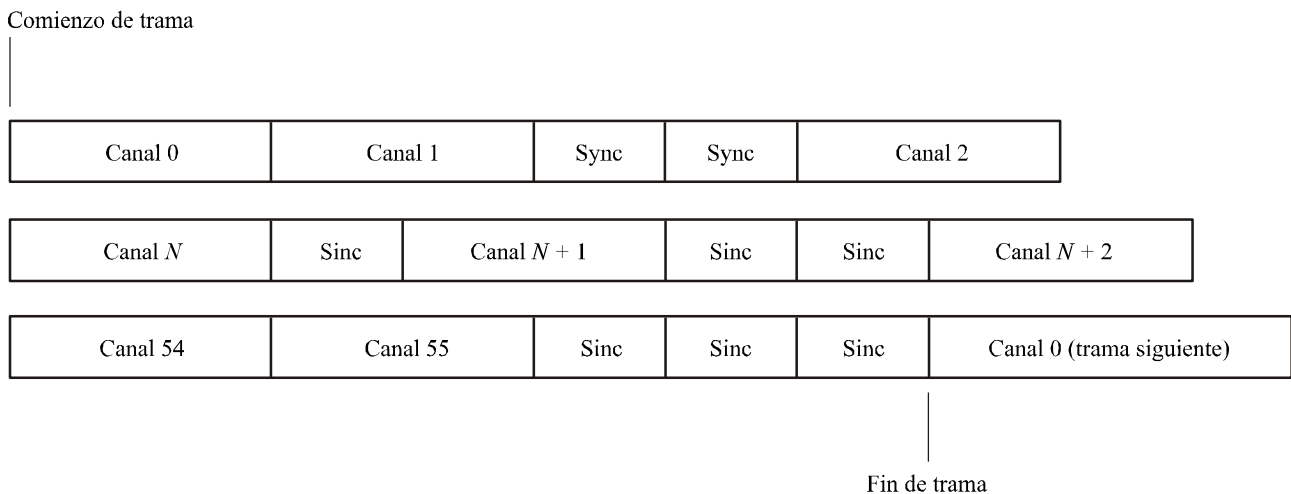 Comienzo de trama
Canal 0 Canal 1 Sync Sync Canal 2
Canal N Sinc Canal N + 1 Sinc Sinc Canal N + 2
Canal 54 Canal 55 Sinc Sinc Sinc Canal 0 (trama siguiente)
Fin de trama